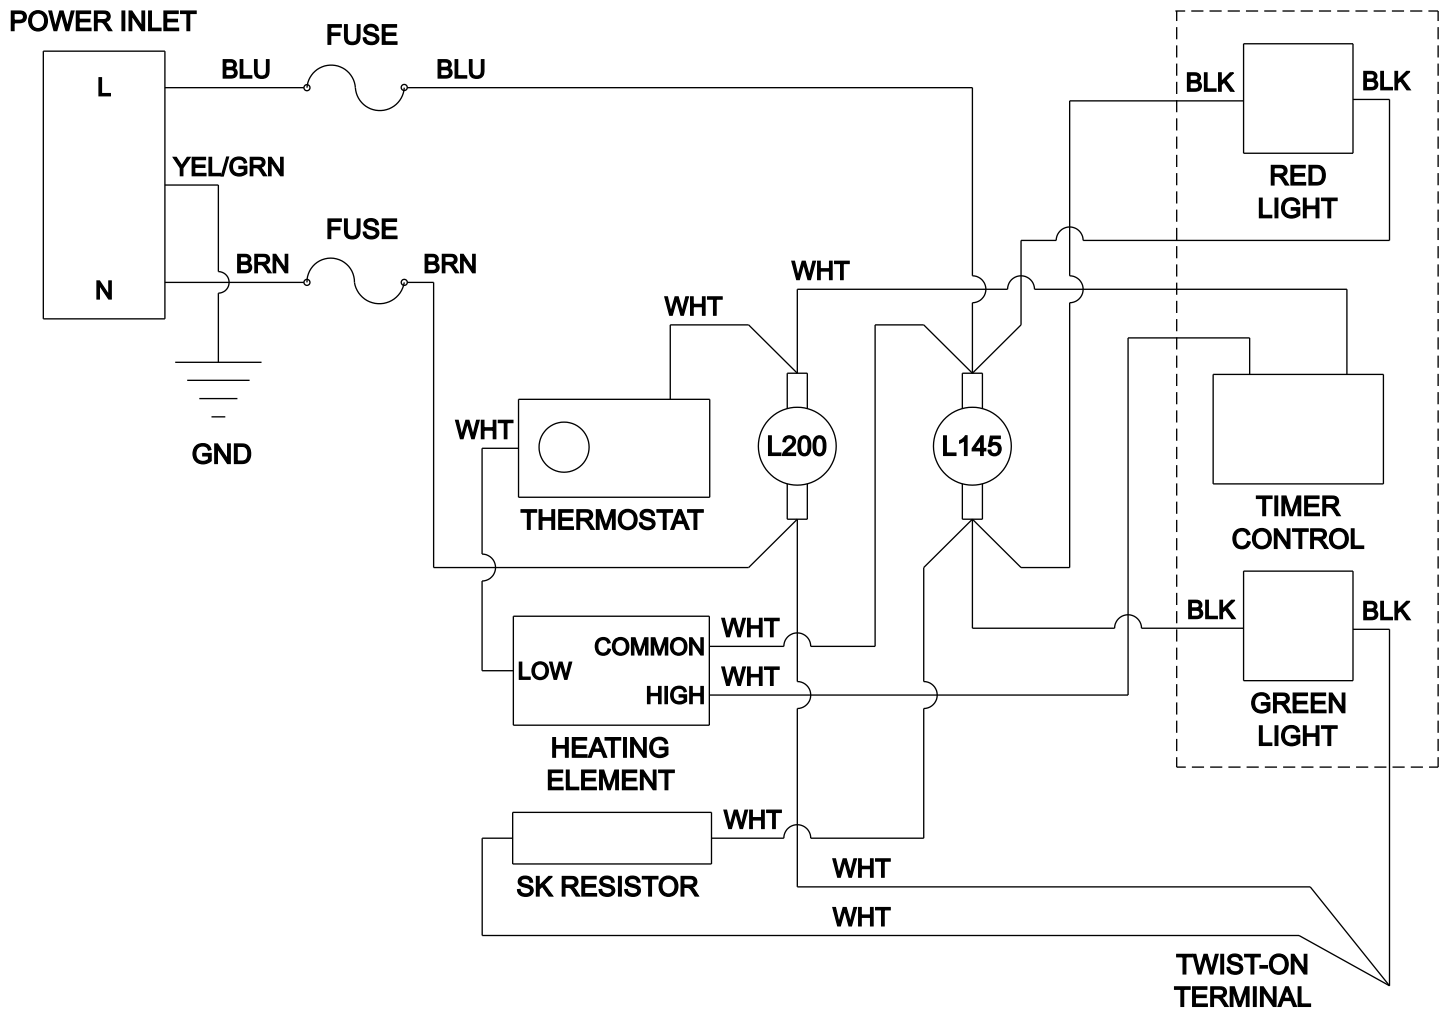 POWER INLET
FUSE
L
BLU
BLU
BLK
BLK
YEL/GRN
RED
LIGHT
FUSE
BRN
BRN
N
WHT
WHT
GND
WHT
L200
L145
THERMOSTAT
TIMER
CONTROL
COMMON
WHT
LOW
HIGH
WHT
BLK
BLK
HEATING
ELEMENT
GREEN
LIGHT
WHT
SK RESISTOR
WHT
WHT
TWIST-ON
TERMINAL